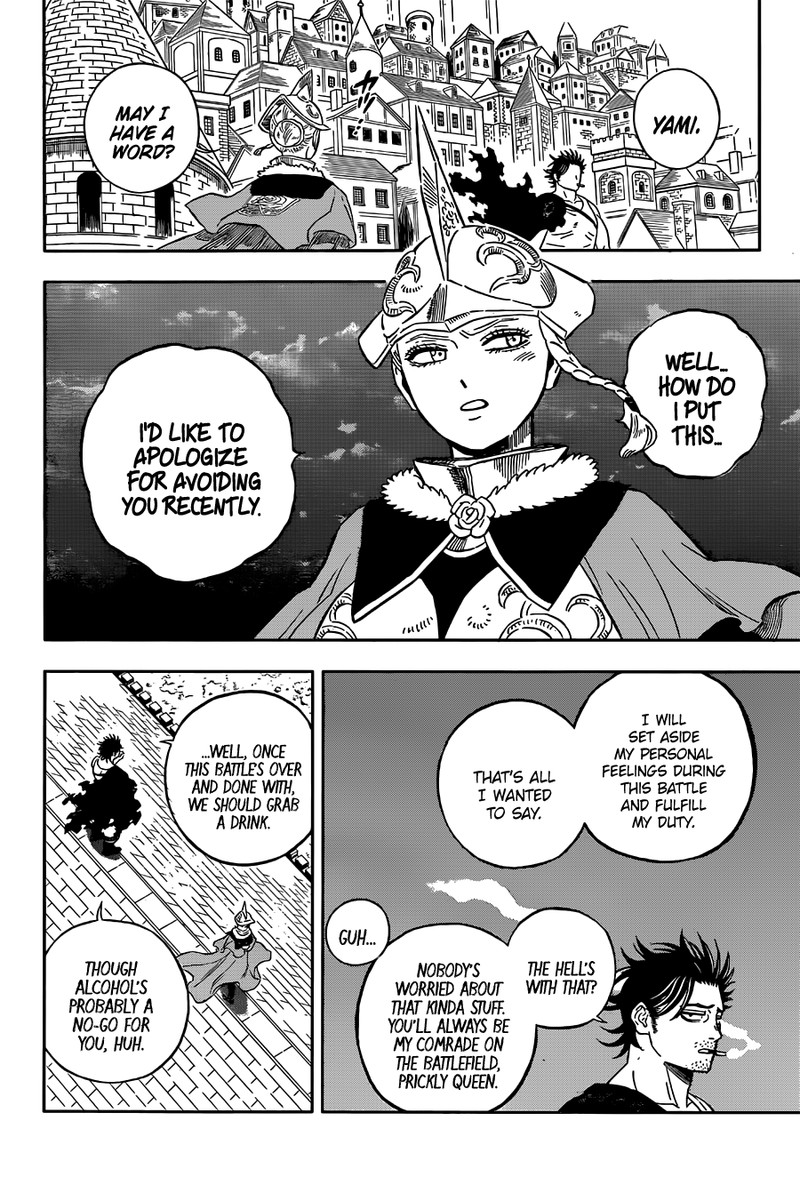 YAMI.
MAY I
HAVE A
WORD?
ザッ
WELL...
HOW DO
I PUT
THIS...
I'D LIKE TO
APOLOGIZE
FOR AVOIDING
YOU RECENTLY.
I WILL
SET ASIDE
MY PERSONAL
FEELINGS DURING
THIS BATTLE
AND FULFILL
MY DUTY.
THAT'S ALL
I WANTED
TO SAY.
THE HELL'S
WITH THAT?
NOBODY'S
WORRIED ABOUT
THAT KINDA STUFF.
YOU'LL ALWAYS BE
MY COMRADE ON
THE BATTLEFIELD,
PRICKLY QUEEN.
GUH...
...WELL, ONCE
THIS BATTLE'S OVER
AND DONE WITH,
WE SHOULD GRAB
A DRINK.
THOUGH
ALCOHOL'S
PROBABLY A
NO-GO FOR
YOU, HUH.